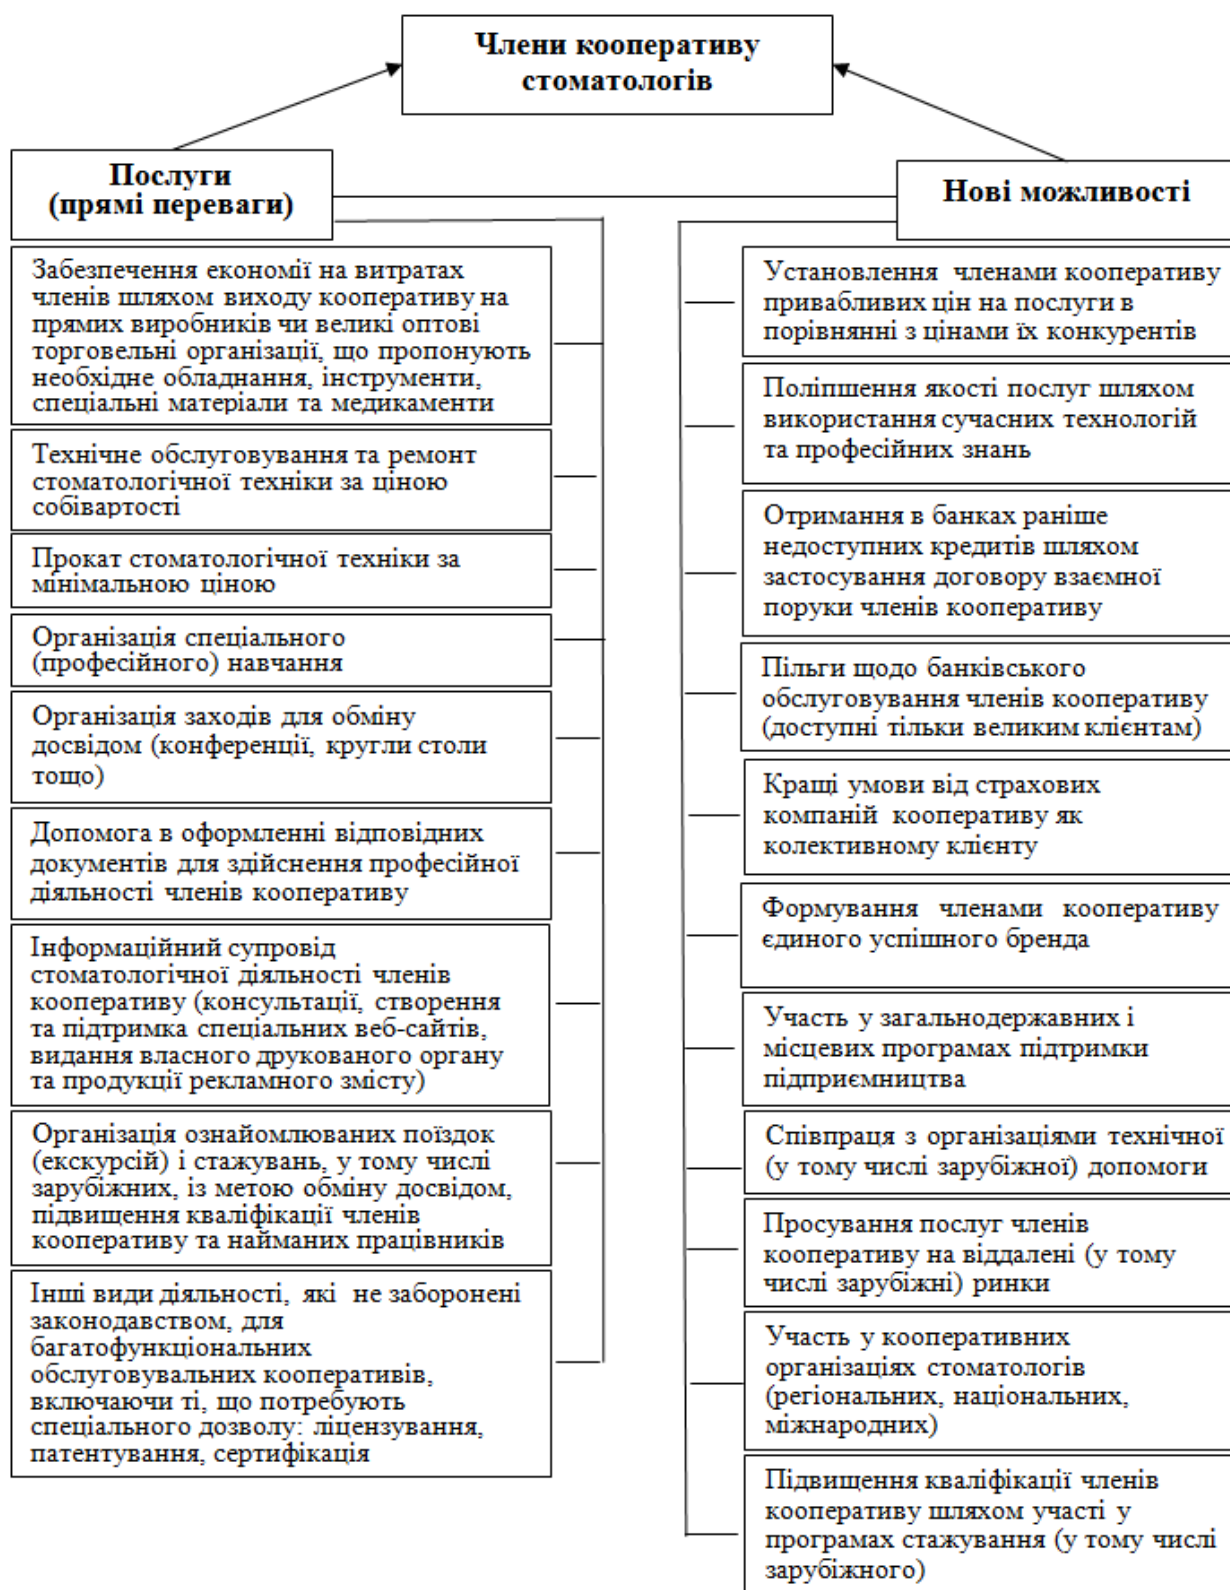 Члени кооперативу
стоматологів
Послуги
(прямі переваги)
Забезпечення економії на витратах
членів шляхом виходу кооперативу на
прямих виробників чи великі оптові
торговельні організації, що пропонують
необхідне обладнання, інструменти,
спеціальні матеріали та медикаменти
Технічне обслуговування та ремонт
стоматологічної техніки за ціною
собівартості
Прокат стоматологічної техніки за
мінімальною ціною
Організація спеціального
(професійного) навчання
Організація заходів для обміну
досвідом (конференції, кругли столи
тощо)
Допомога в оформленні відповідних
документів для здійснення професійної
діяльності членів кооперативу
Інформаційний супровід
стоматологічної діяльності членів
кооперативу (консультації, створення
та підтримка спеціальних веб-сайтів,
видання власного друкованого органу
та продукції рекламного змісту)
Організація ознайомлюваних поїздок
(екскурсій) і стажувань, у тому числі
зарубіжних, із метою обміну досвідом,
підвищення кваліфікації членів
кооперативу та найманих працівників
Інші види діяльності, які не заборонені
законодавством, для
багатофункціональних
обслуговувальних кооперативів,
включаючи ті, що потребують
спеціального дозволу: ліцензування,
патентування, сертифікація
Нові можливості
Установлення членами кооперативу
привабливих цін на послуги в
порівнянні з цінами їх конкурентів
Поліпшення якості послуг шляхом
використання сучасних технологій
та професійних знань
Отримання в банках раніше
недоступних кредитів шляхом
застосування договору взаємної
поруки членів кооперативу
Пільги щодо банківського
обслуговування членів кооперативу
(доступні тільки великим клієнтам)
Кращі умови від страхових
компаній кооперативу як
колективному клієнту
Формування членами кооперативу
єдиного успішного бренда
Участь у загальнодержавних і
місцевих програмах підтримки
підприємництва
Співпраця з організаціями технічної
(у тому числі зарубіжної) допомоги
Просування послуг членів
кооперативу на віддалені (у тому
числі зарубіжні) ринки
Участь у кооперативних
організаціях стоматологів
(регіональних, національних,
міжнародних)
Підвищення кваліфікації членів
кооперативу шляхом участі у
програмах стажування (у тому числі
зарубіжного)